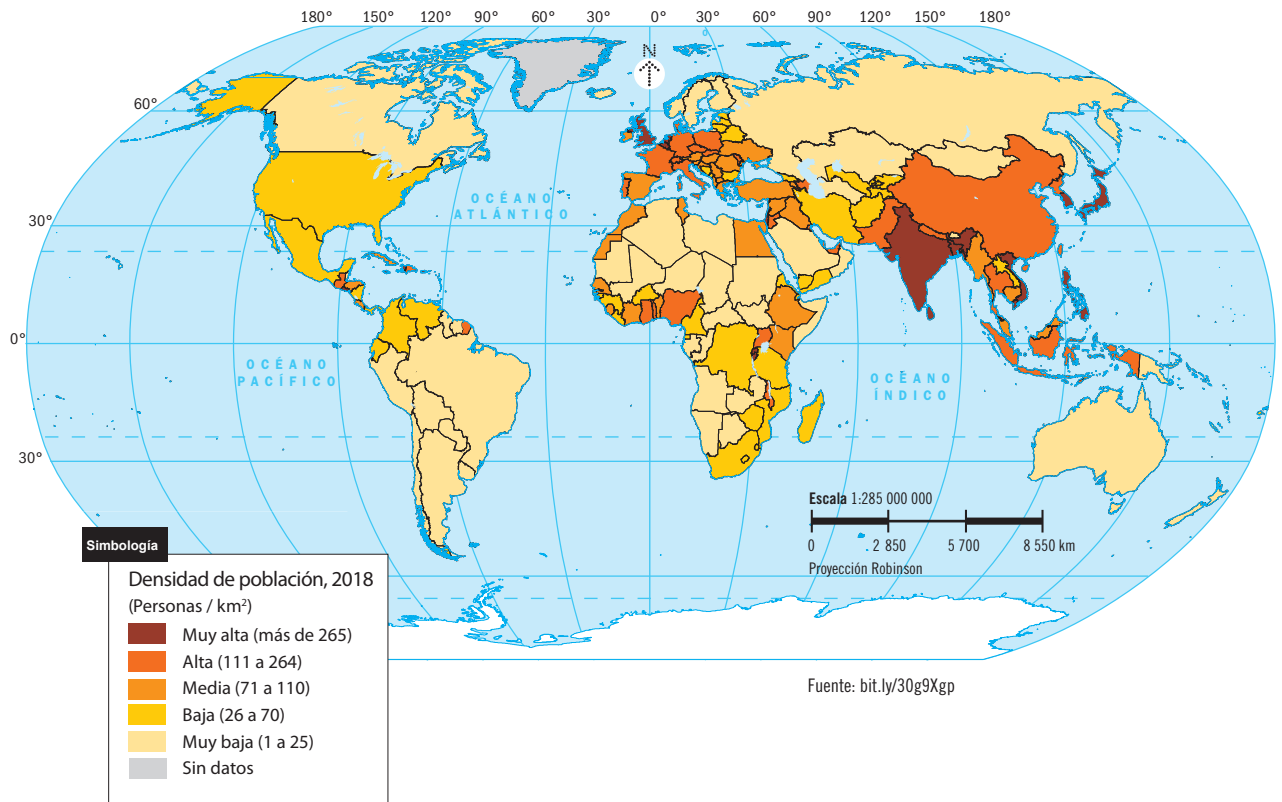 180° 150° 120° 90° 60° 30° 0° 30° 60° 90° 120° 150° 180°
N
60°
OCÉANO
ATLÁNTICO
30°
0°
OCÉANO
PACÍFICO
OCÉANO
ÍNDICO
30°
Escala 1:285 000 000
0 2 850 5 700 8 550 km
Proyección Robinson
Simbología
Densidad de población, 2018
(Personas / km²)
Muy alta (más de 265)
Alta (111 a 264)
Media (71 a 110)
Baja (26 a 70)
Muy baja (1 a 25)
Sin datos
Fuente: bit.ly/30g9Xgp